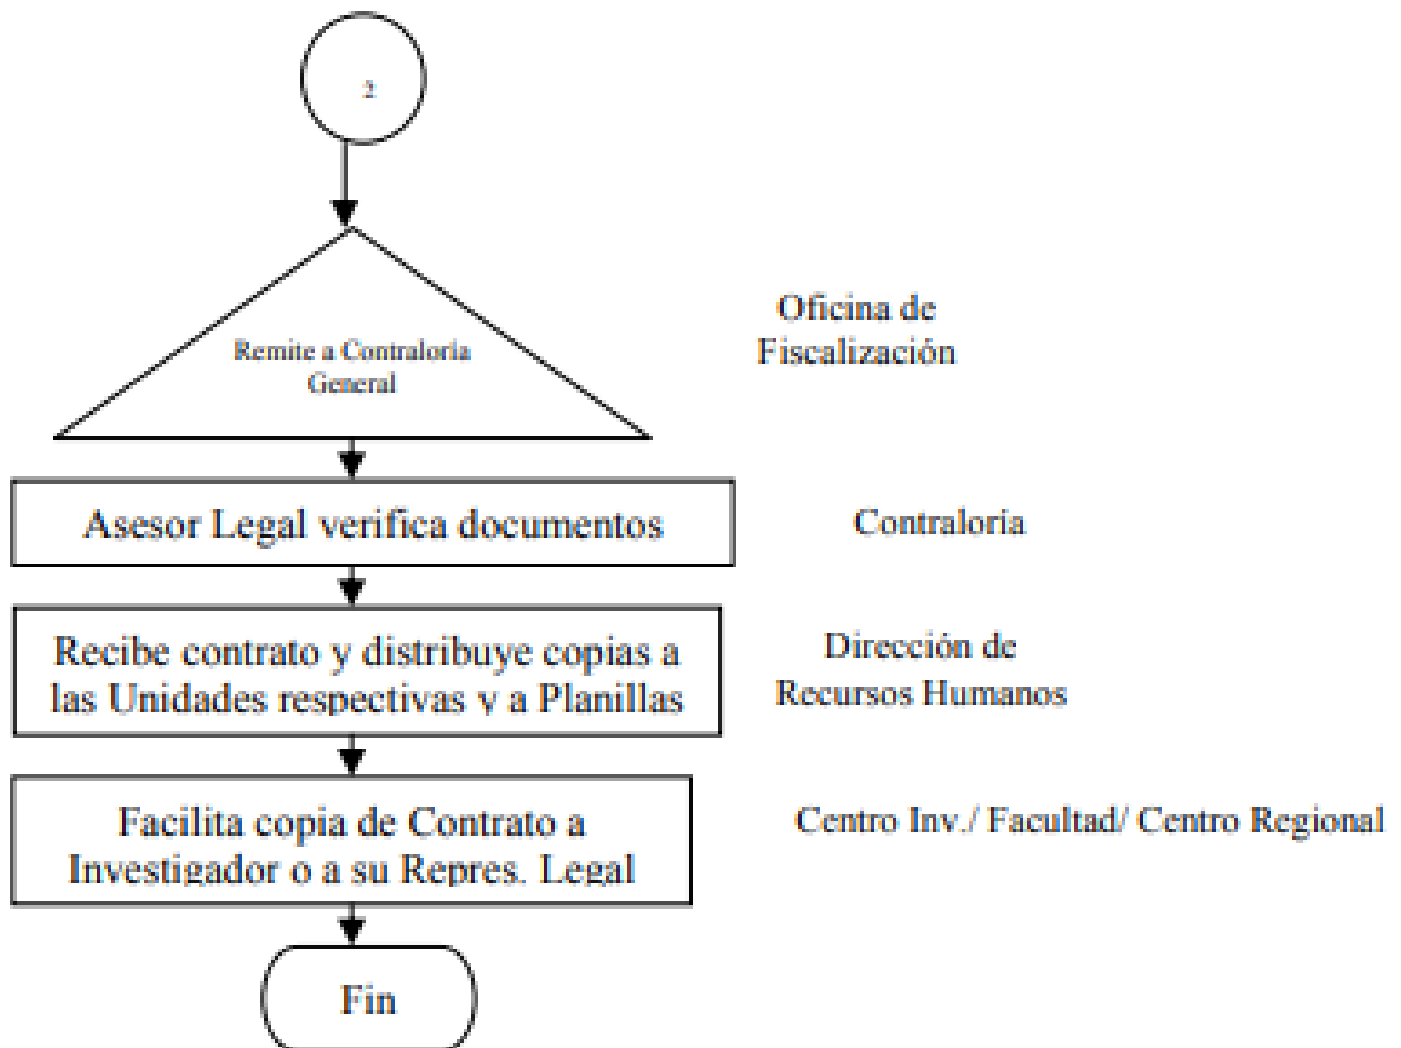 2
Remite a Contraloría
General
Oficina de
Fiscalización
Asesor Legal verifica documentos
Contraloría
Recibe contrato y distribuye copias a
las Unidades respectivas y a Planillas
Dirección de
Recursos Humanos
Facilita copia de Contrato a
Investigador o a su Repres. Legal
Centro Inv./ Facultad/ Centro Regional
Fin